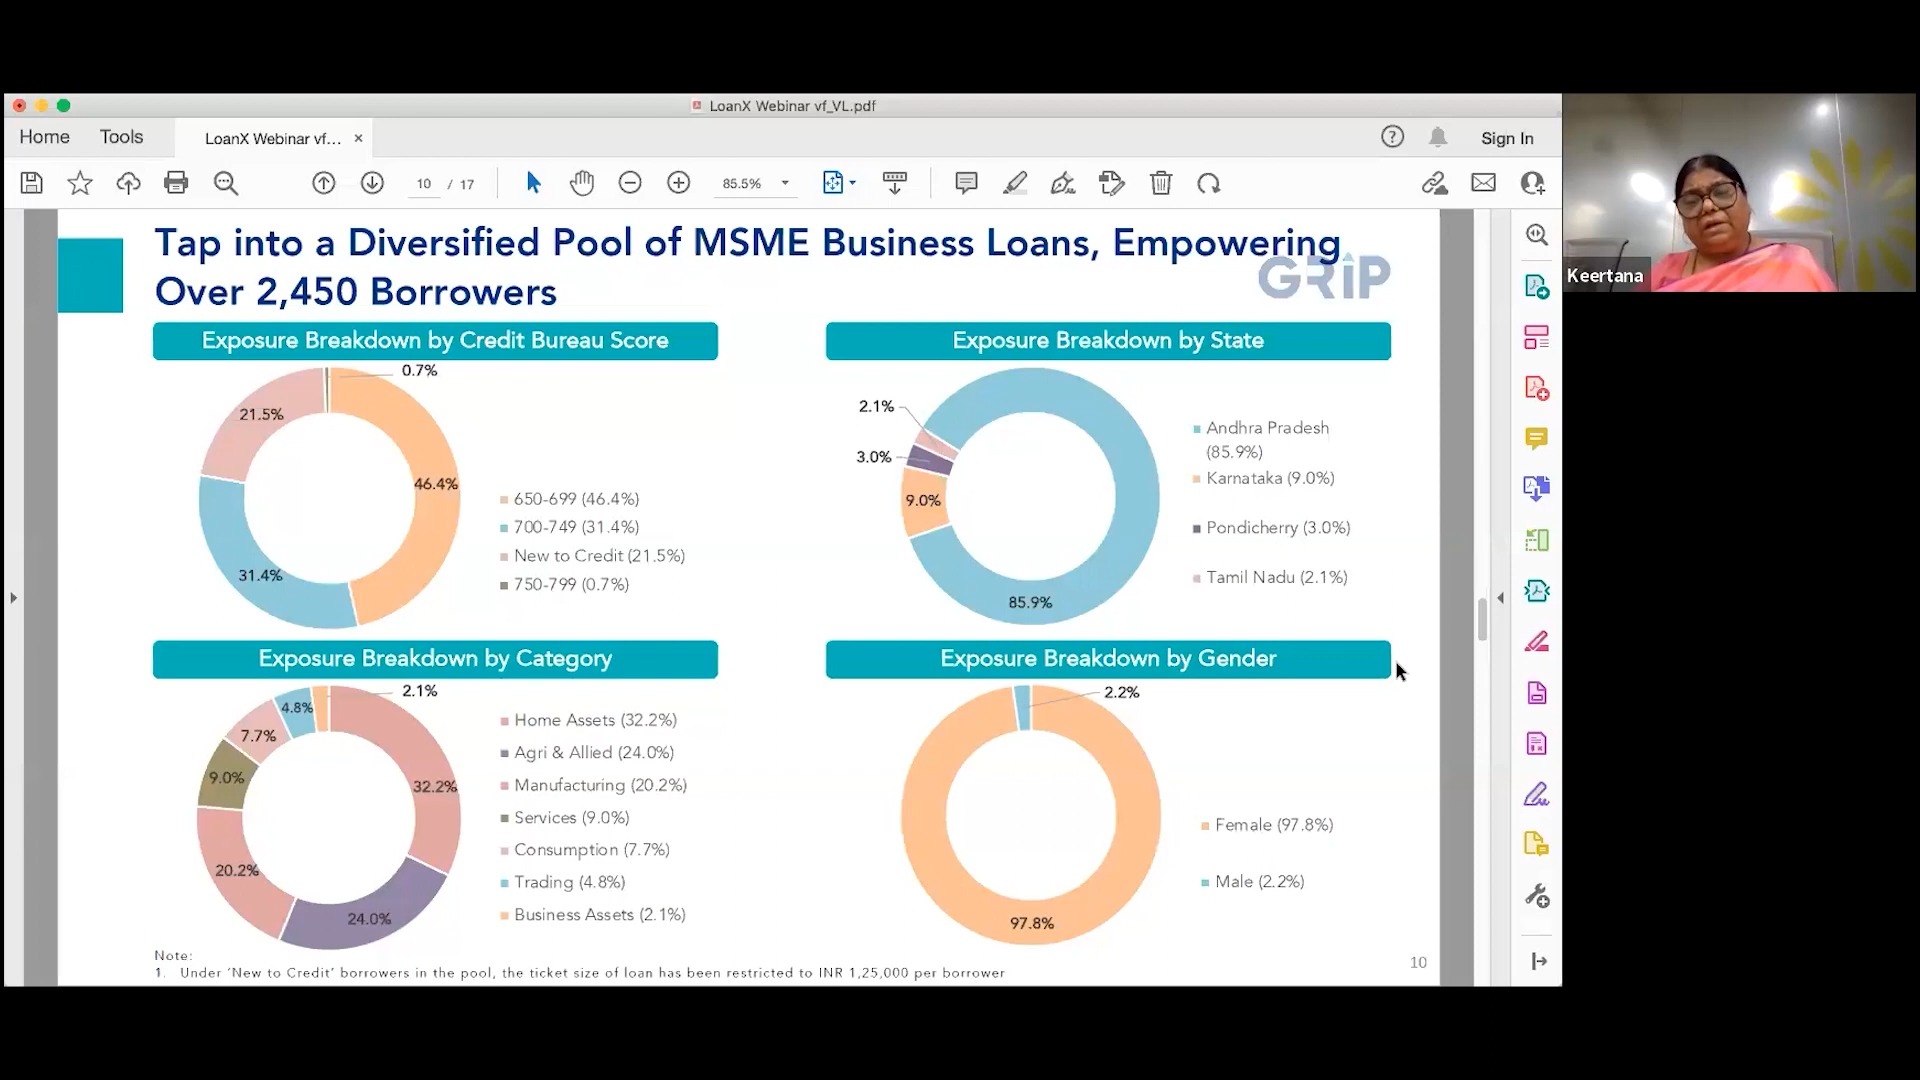 LoanX Webinar vf_VL.pdf
Home
Tools
LoanX Webinar vf...
Sign In
10 / 17
85.5%
Keertana
Tap into a Diversified Pool of MSME Business Loans, Empowering
Over 2,450 Borrowers
GRIP
Exposure Breakdown by Credit Bureau Score
0.7%
21.5%
46.4%
31.4%
650-699 (46.4%)
700-749 (31.4%)
New to Credit (21.5%)
750-799 (0.7%)
Exposure Breakdown by State
2.1%
3.0%
9.0%
85.9%
Andhra Pradesh
(85.9%)
Karnataka (9.0%)
Pondicherry (3.0%)
Tamil Nadu (2.1%)
Exposure Breakdown by Category
2.1%
4.8%
7.7%
9.0%
32.2%
20.2%
24.0%
Home Assets (32.2%)
Agri & Allied (24.0%)
Manufacturing (20.2%)
Services (9.0%)
Consumption (7.7%)
Trading (4.8%)
Business Assets (2.1%)
Exposure Breakdown by Gender
2.2%
97.8%
Female (97.8%)
Male (2.2%)
Note:
1. Under ‘New to Credit’ borrowers in the pool, the ticket size of loan has been restricted to INR 1,25,000 per borrower
10